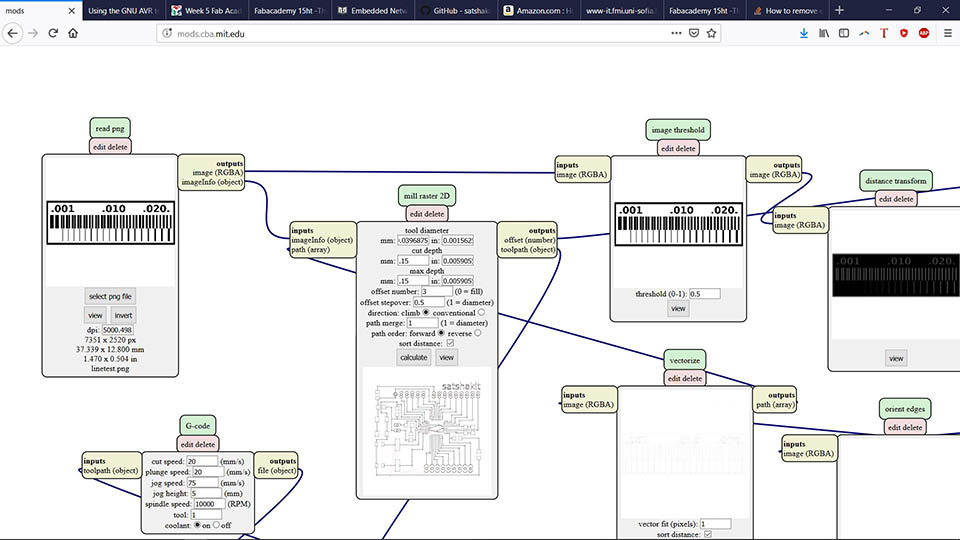 mods
Using the GNU AVR t
Week 5 Fab Acad
Fabacademy 15ht -Th
Embedded Netw
GitHub - satshak
Amazon.com : H
www-it.fmi.uni-sofia.
Fabacademy 15ht -Th
How to remove c
mods.cba.mit.edu
read png
edit delete
outputs
image (RGBA)
imageInfo (object)
.001 .010 .020.
select png file
view invert
dpi: 5000.498
7351 x 2520 px
37.339 x 12.800 mm
1.470 x 0.504 in
linetest.png
mill raster 2D
edit delete
inputs
imageInfo (object)
path (array)
outputs
offset (number)
toolpath (object)
tool diameter
mm: .0396875 in: 0.001562
cut depth
mm: .15 in: 0.005905
max depth
mm: .15 in: 0.005905
offset number: 3 (0 = fill)
offset stepover: 0.5 (1 = diameter)
direction: climb conventional
path merge: 1 (1 = diameter)
path order: forward reverse
sort distance:
calculate view
satshakit
image threshold
edit delete
inputs
image (RGBA)
outputs
image (RGBA)
.001 .010 .020.
threshold (0-1): 0.5
view
distance transform
edit delete
inputs
image (RGBA)
.001 .010 .020.
view
G-code
edit delete
inputs
toolpath (object)
outputs
file (object)
cut speed: 20 (mm/s)
plunge speed: 20 (mm/s)
jog speed: 75 (mm/s)
jog height: 5 (mm)
spindle speed: 10000 (RPM)
tool: 1
coolant: on off
vectorize
edit delete
inputs
image (RGBA)
outputs
path (array)
vector fit (pixels): 1
sort distance:
orient edges
edit delete
inputs
image (RGBA)